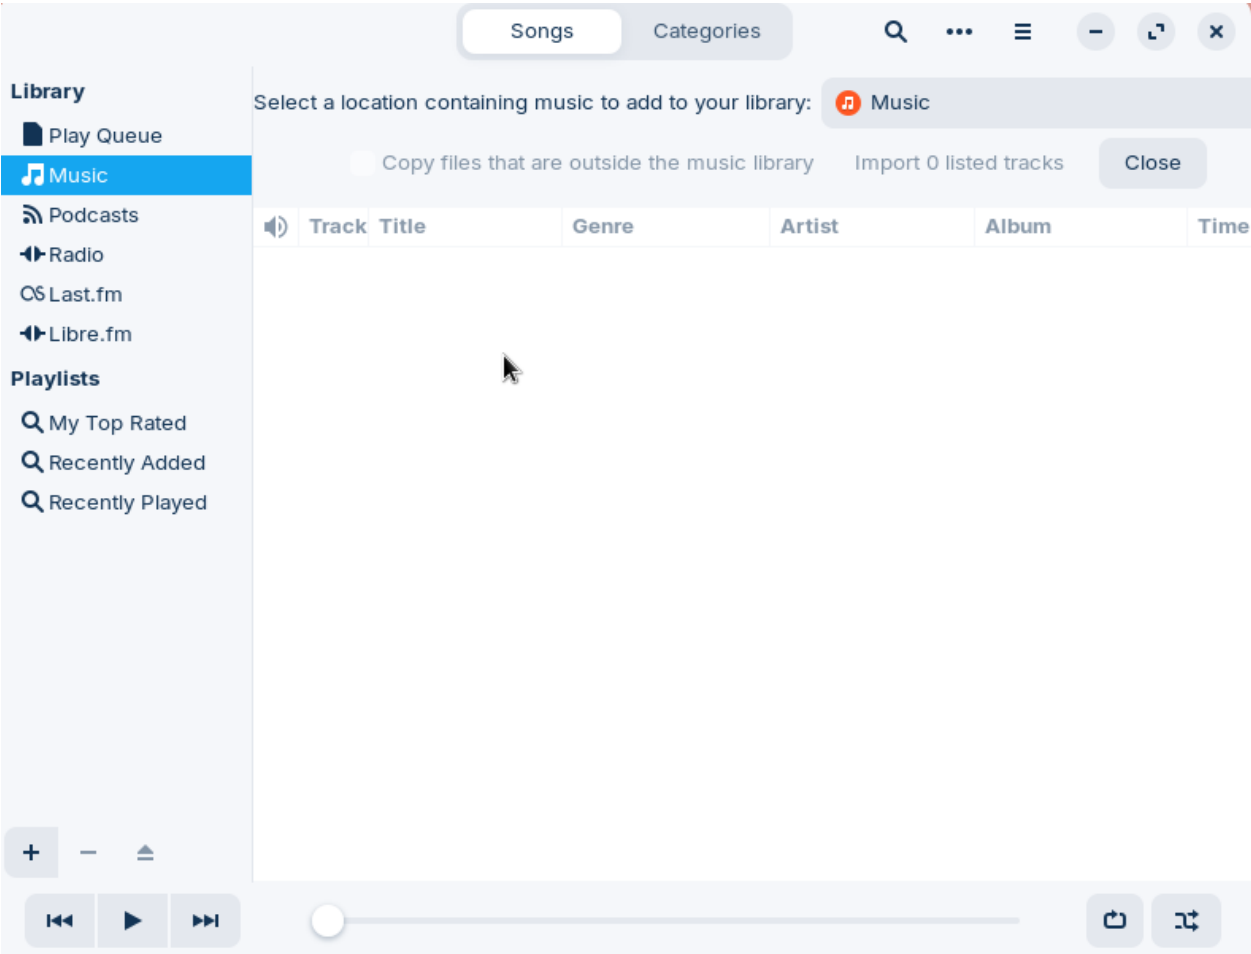 Songs Categories
Library
Select a location containing music to add to your library: Music
Play Queue
Copy files that are outside the music library Import 0 listed tracks Close
Music
Podcasts
Track Title Genre Artist Album Time
Radio
Last.fm
Libre.fm
Playlists
My Top Rated
Recently Added
Recently Played